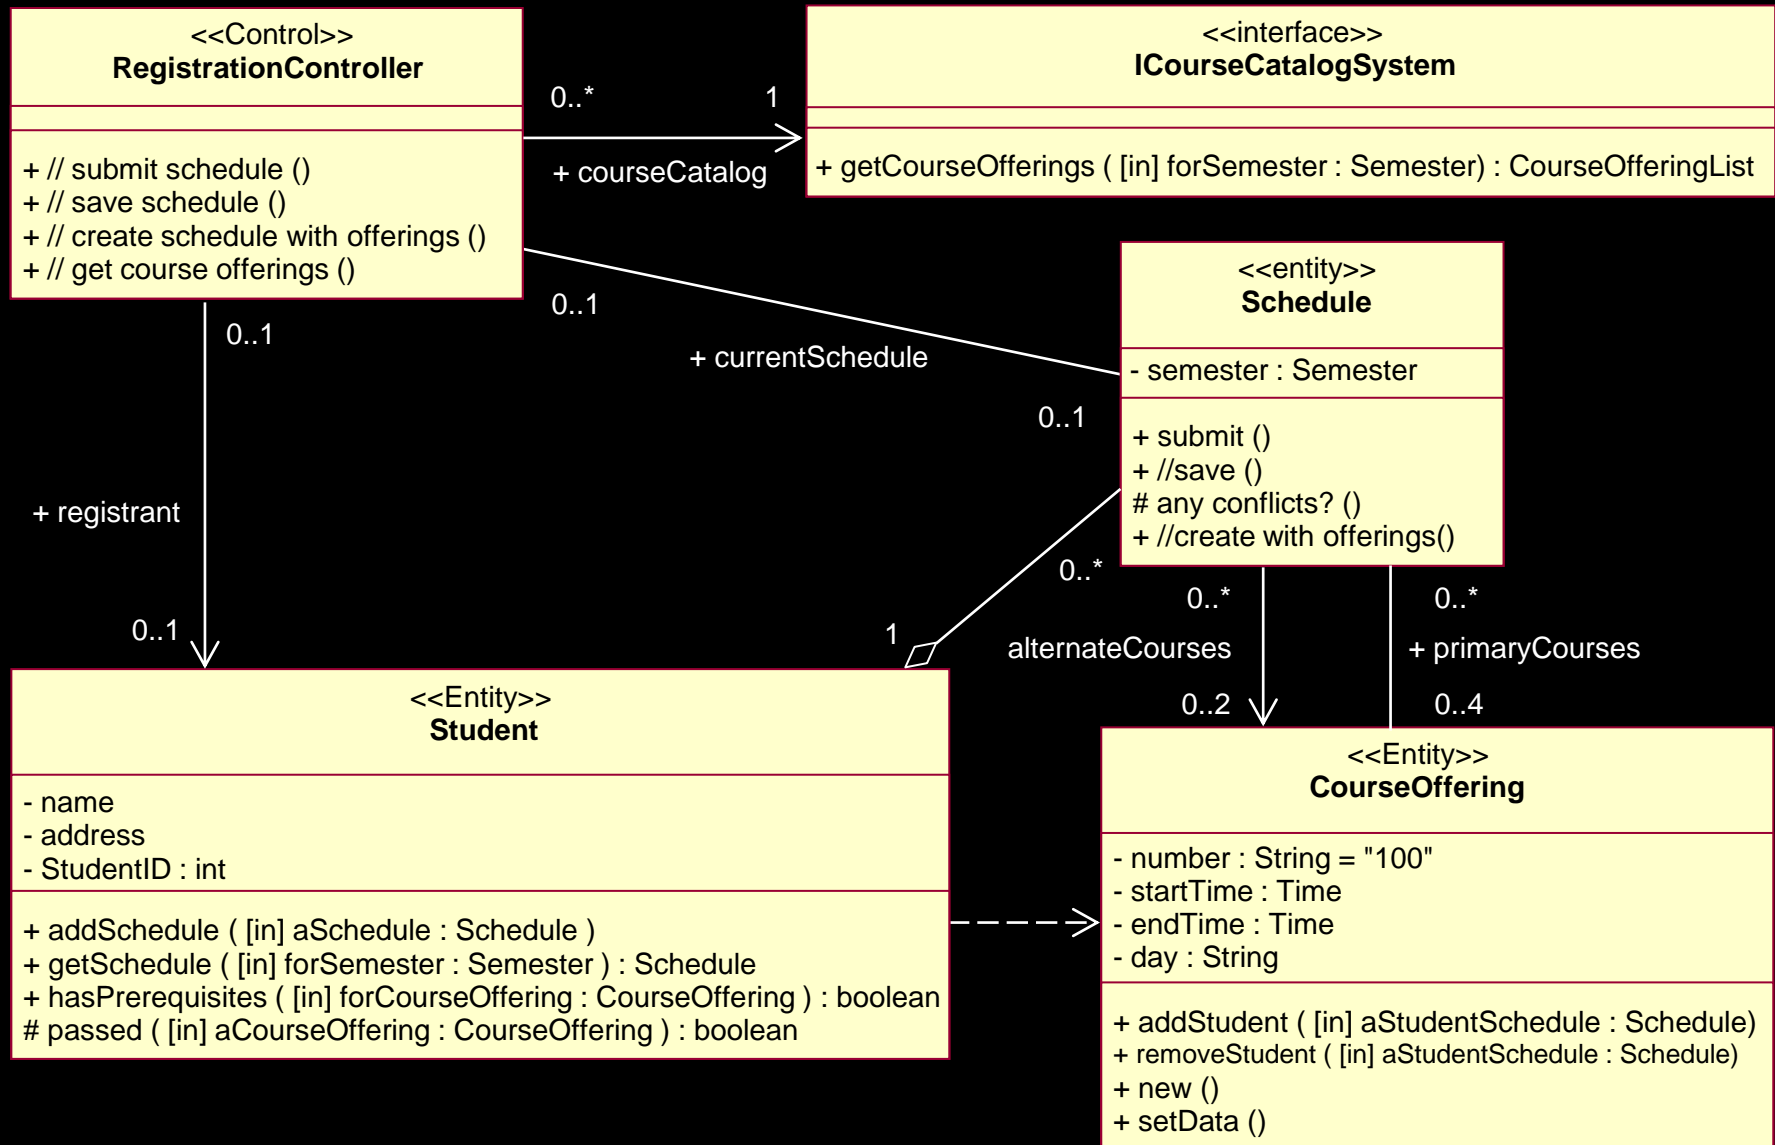 <<Control>>
RegistrationController
+ // submit schedule ()
+ // save schedule ()
+ // create schedule with offerings ()
+ // get course offerings ()
0..*
1
+ courseCatalog
<<interface>>
ICourseCatalogSystem
+ getCourseOfferings ( [in] forSemester : Semester) : CourseOfferingList
0..1
+ currentSchedule
0..1
<<entity>>
Schedule
- semester : Semester
+ submit ()
+ //save ()
# any conflicts? ()
+ //create with offerings()
0..1
+ registrant
0..1
0..*
1
0..*
alternateCourses
0..2
0..*
+ primaryCourses
0..4
<<Entity>>
Student
- name
- address
- StudentID : int
+ addSchedule ( [in] aSchedule : Schedule )
+ getSchedule ( [in] forSemester : Semester ) : Schedule
+ hasPrerequisites ( [in] forCourseOffering : CourseOffering ) : boolean
# passed ( [in] aCourseOffering : CourseOffering ) : boolean
<<Entity>>
CourseOffering
- number : String = "100"
- startTime : Time
- endTime : Time
- day : String
+ addStudent ( [in] aStudentSchedule : Schedule)
+ removeStudent ( [in] aStudentSchedule : Schedule)
+ new ()
+ setData ()